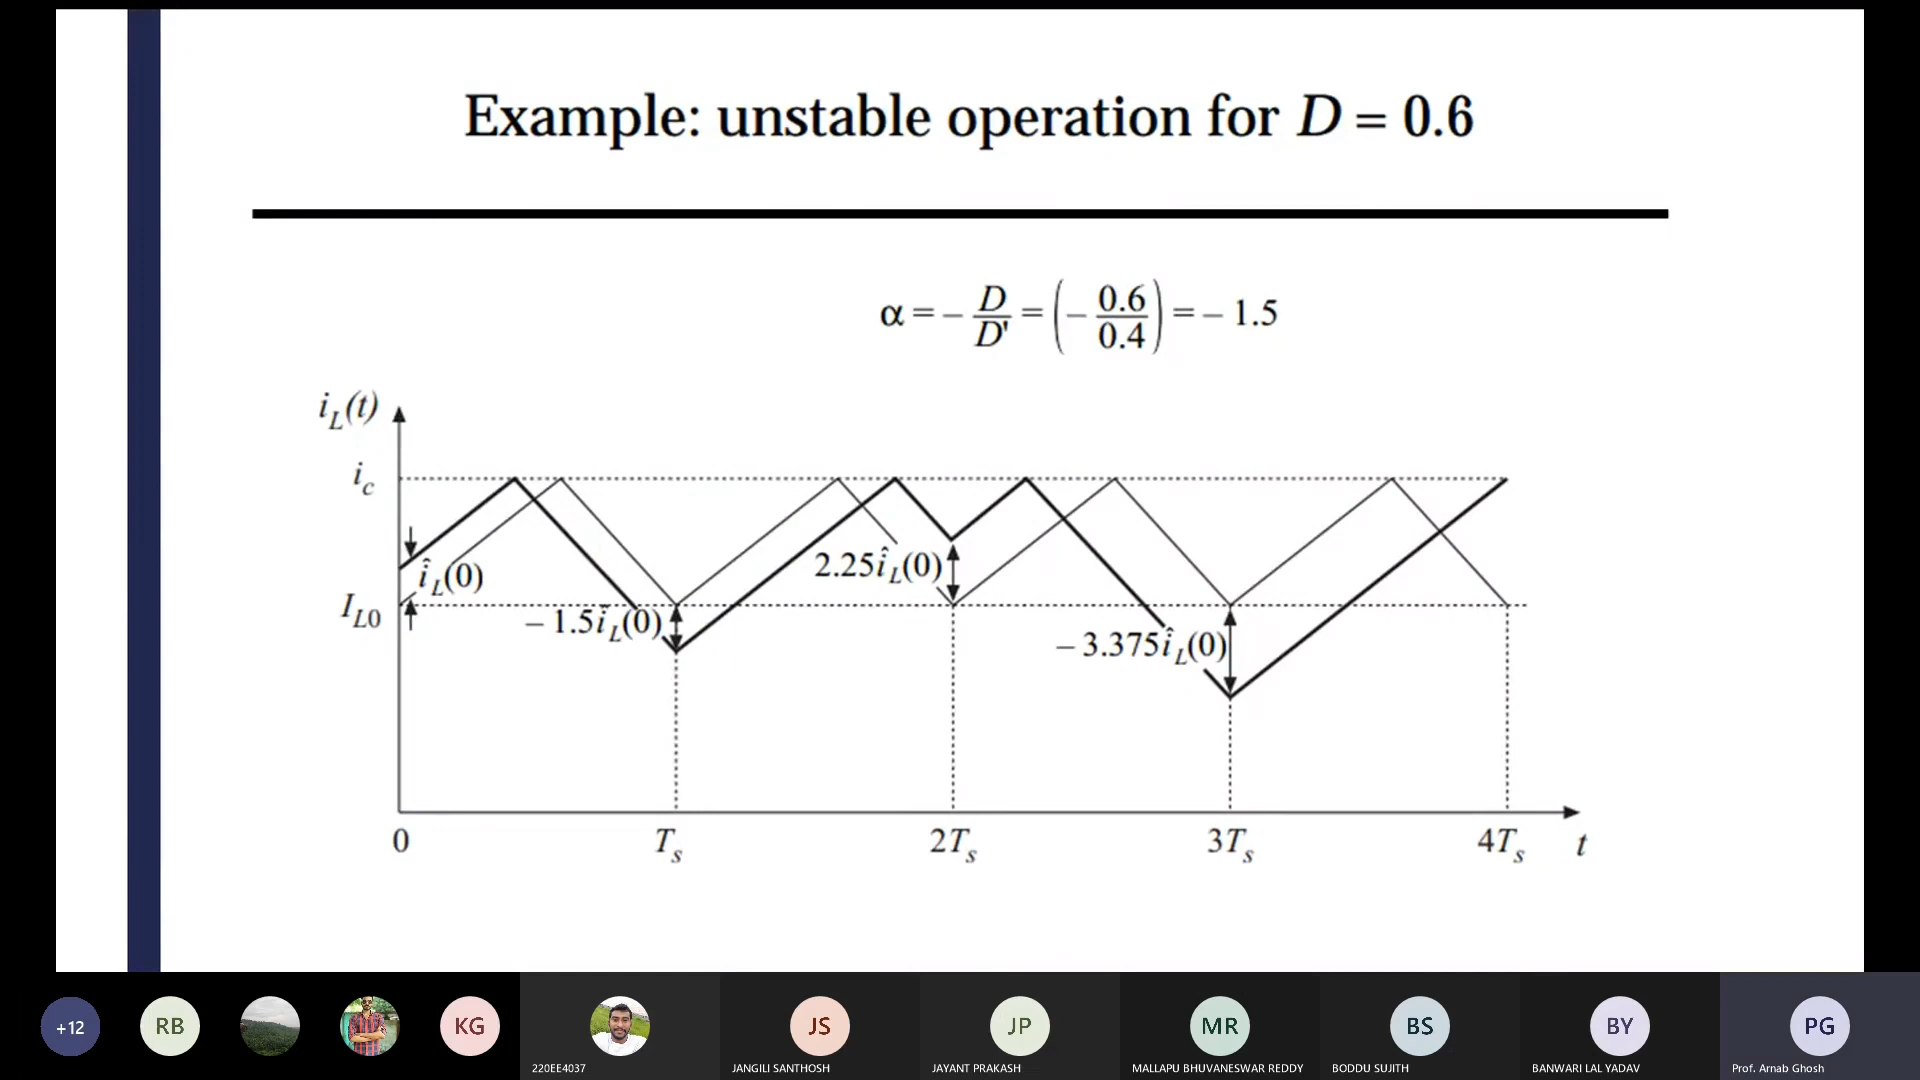 Example: unstable operation for D = 0.6
α = – D/D' = (– 0.6/0.4) = – 1.5
i_L(t)
i_c
î_L(0)
I_L0
– 1.5î_L(0)
2.25î_L(0)
– 3.375î_L(0)
0 T_s 2T_s 3T_s 4T_s t
+12 RB KG JS JP MR BS BY PG
220EE4037 JANGILI SANTHOSH JAYANT PRAKASH MALLAPU BHUVANESWAR REDDY BODDU SUJITH BANWARI LAL YADAV Prof. Arnab Ghosh